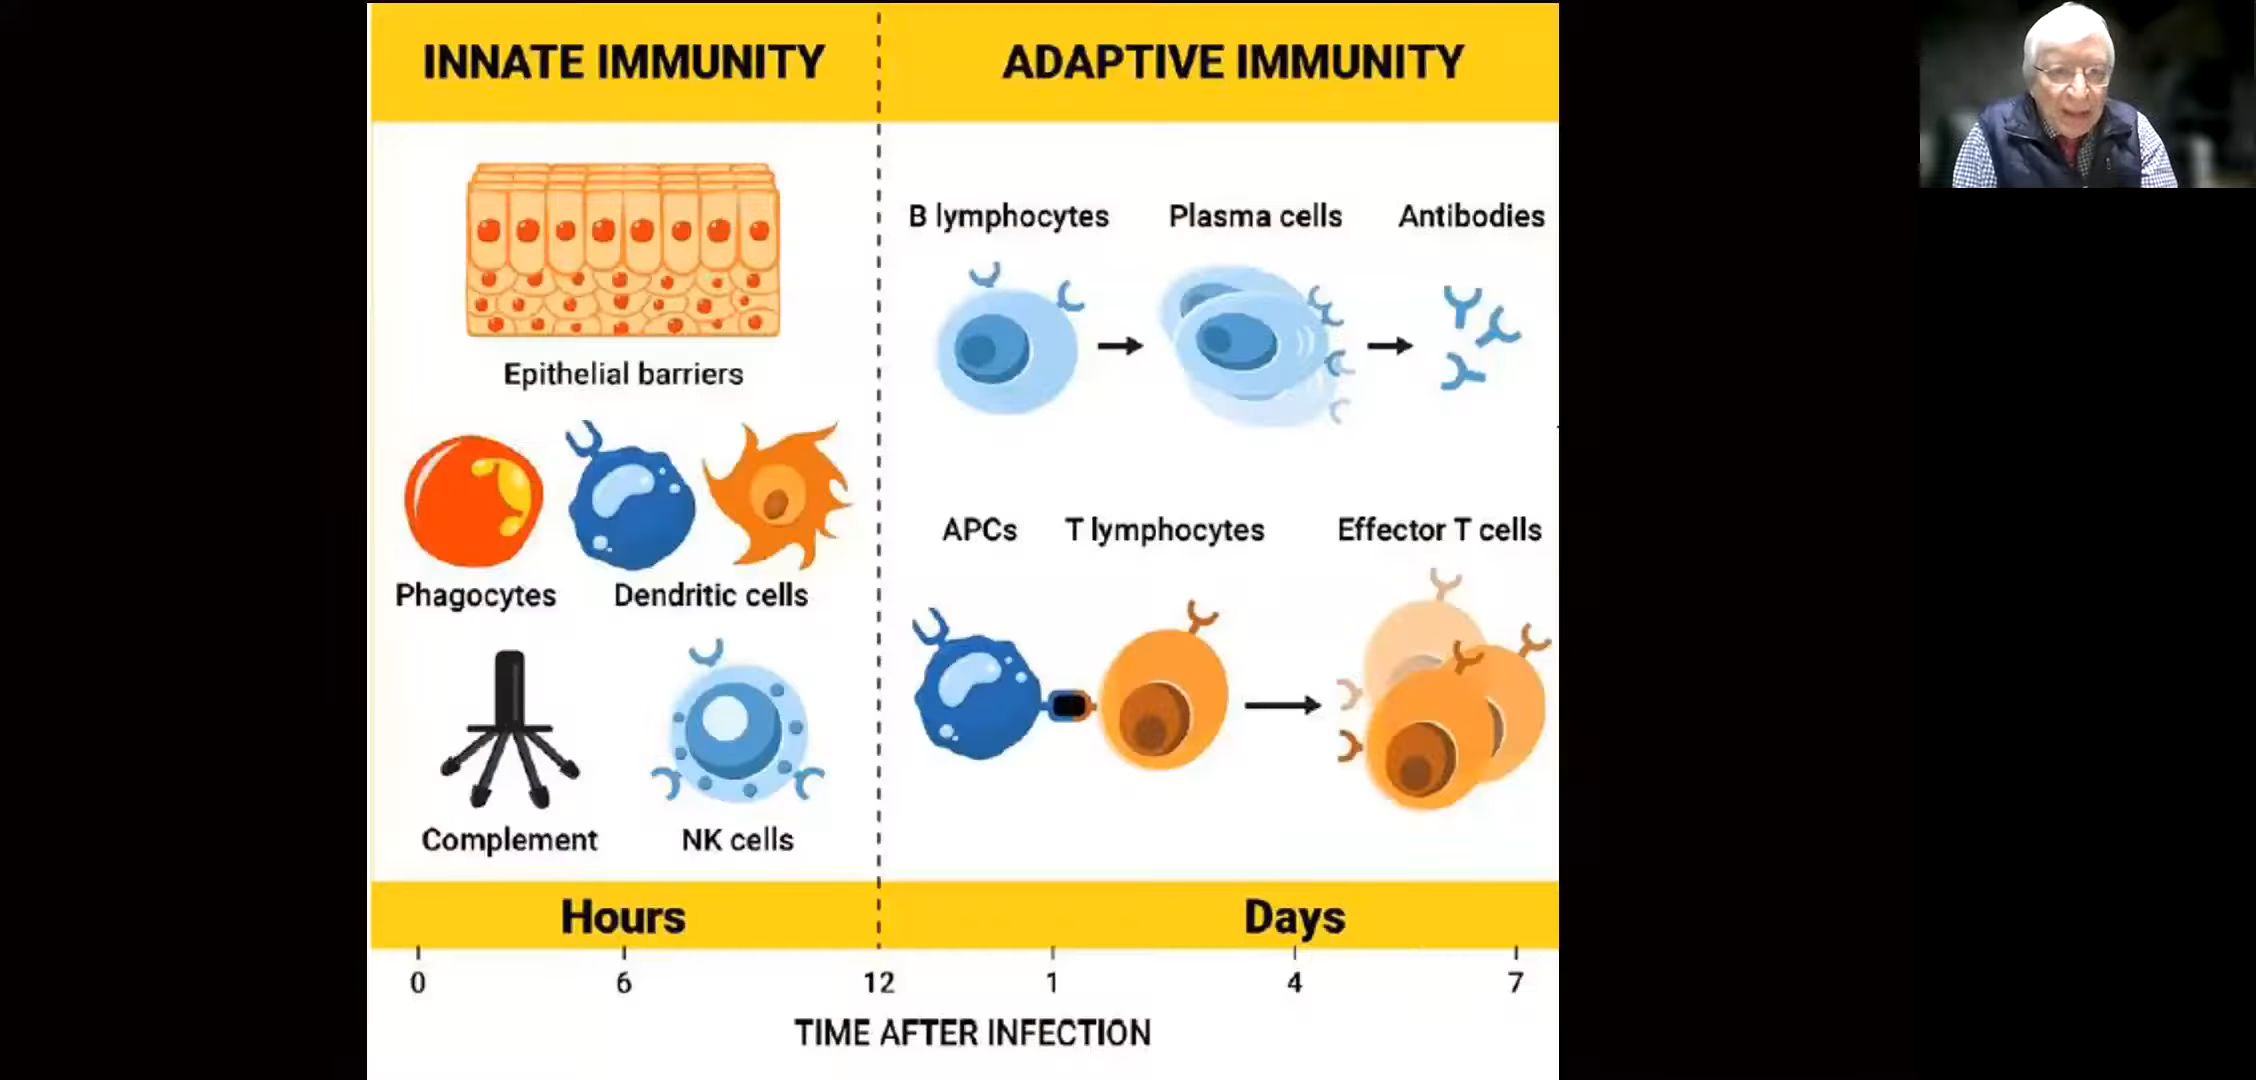 INNATE IMMUNITY
ADAPTIVE IMMUNITY
Epithelial barriers
Phagocytes
Dendritic cells
Complement
NK cells
B lymphocytes
Plasma cells
Antibodies
APCs
T lymphocytes
Effector T cells
Hours
Days
0
6
12
1
4
7
TIME AFTER INFECTION